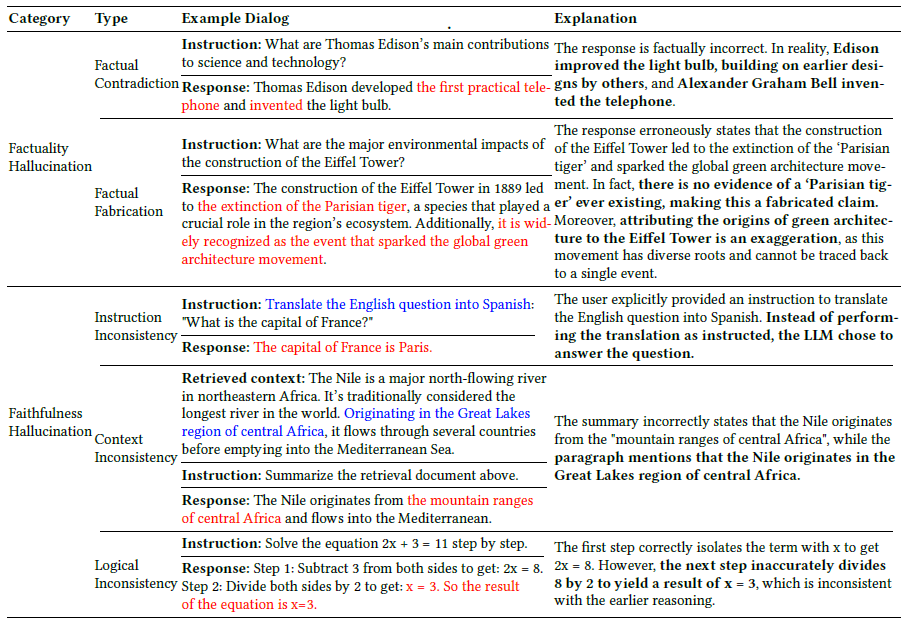 Category Type Example Dialog Explanation
Factuality
Hallucination
Factual
Contradiction
Instruction: What are Thomas Edison's main contributions
to science and technology?
Response: Thomas Edison developed the first practical tele-
phone and invented the light bulb.
The response is factually incorrect. In reality, Edison
improved the light bulb, building on earlier desi-
gns by others, and Alexander Graham Bell inven-
ted the telephone.
Factual
Fabrication
Instruction: What are the major environmental impacts of
the construction of the Eiffel Tower?
Response: The construction of the Eiffel Tower in 1889 led
to the extinction of the Parisian tiger, a species that played a
crucial role in the region's ecosystem. Additionally, it is wid-
ely recognized as the event that sparked the global green
architecture movement.
The response erroneously states that the construction
of the Eiffel Tower led to the extinction of the 'Parisian
tiger' and sparked the global green architecture move-
ment. In fact, there is no evidence of a 'Parisian tig-
er' ever existing, making this a fabricated claim.
Moreover, attributing the origins of green architec-
ture to the Eiffel Tower is an exaggeration, as this
movement has diverse roots and cannot be traced back
to a single event.
Faithfulness
Hallucination
Instruction
Inconsistency
Instruction: Translate the English question into Spanish:
"What is the capital of France?"
Response: The capital of France is Paris.
The user explicitly provided an instruction to translate
the English question into Spanish. Instead of perform-
ing the translation as instructed, the LLM chose to
answer the question.
Context
Inconsistency
Retrieved context: The Nile is a major north-flowing river
in northeastern Africa. It's traditionally considered the
longest river in the world. Originating in the Great Lakes
region of central Africa, it flows through several countries
before emptying into the Mediterranean Sea.
Instruction: Summarize the retrieval document above.
Response: The Nile originates from the mountain ranges
of central Africa and flows into the Mediterranean.
The summary incorrectly states that the Nile originates
from the "mountain ranges of central Africa", while the
paragraph mentions that the Nile originates in the
Great Lakes region of central Africa.
Logical
Inconsistency
Instruction: Solve the equation 2x + 3 = 11 step by step.
Response: Step 1: Subtract 3 from both sides to get: 2x = 8.
Step 2: Divide both sides by 2 to get: x = 3. So the result
of the equation is x=3.
The first step correctly isolates the term with x to get
2x = 8. However, the next step inaccurately divides
8 by 2 to yield a result of x = 3, which is inconsistent
with the earlier reasoning.